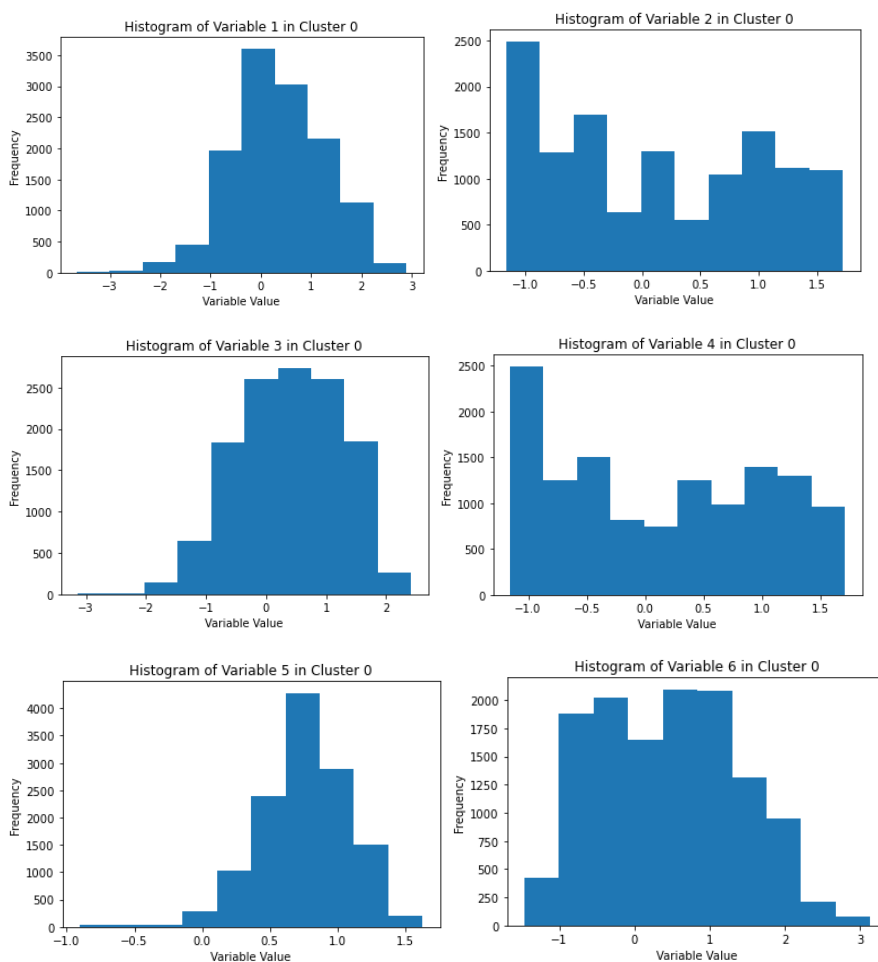 Histogram of Variable 1 in Cluster 0
3500
3000
2500
2000
1500
1000
500
0
Frequency
−3 −2 −1 0 1 2 3
Variable Value
Histogram of Variable 2 in Cluster 0
2500
2000
1500
1000
500
0
Frequency
−1.0 −0.5 0.0 0.5 1.0 1.5
Variable Value
Histogram of Variable 3 in Cluster 0
2500
2000
1500
1000
500
0
Frequency
−3 −2 −1 0 1 2
Variable Value
Histogram of Variable 4 in Cluster 0
2500
2000
1500
1000
500
0
Frequency
−1.0 −0.5 0.0 0.5 1.0 1.5
Variable Value
Histogram of Variable 5 in Cluster 0
4000
3500
3000
2500
2000
1500
1000
500
0
Frequency
−1.0 −0.5 0.0 0.5 1.0 1.5
Variable Value
Histogram of Variable 6 in Cluster 0
2000
1750
1500
1250
1000
750
500
250
0
Frequency
−1 0 1 2 3
Variable Value